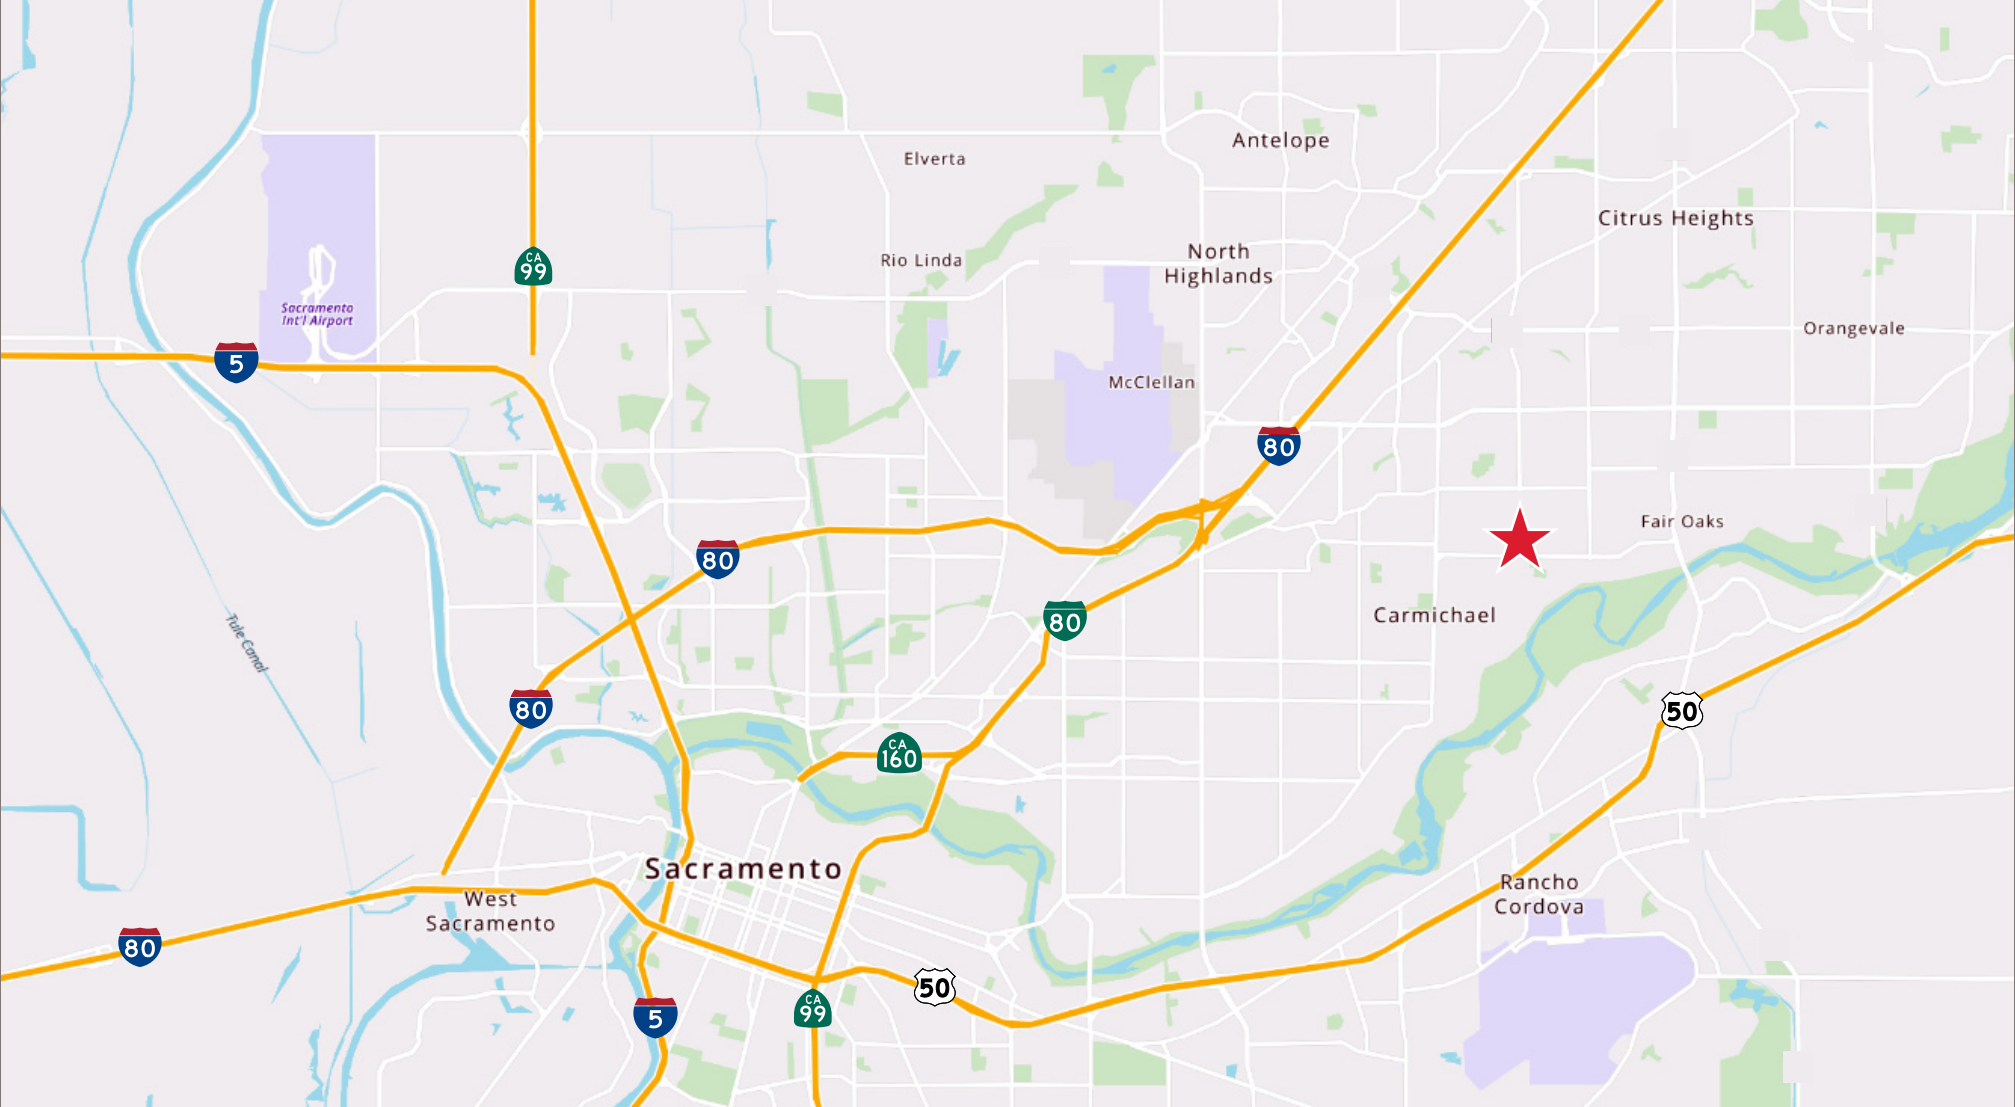 Antelope
Elverta
Citrus Heights
CA
99
Rio Linda
North
Highlands
Sacramento
Int'l Airport
Orangevale
5
McClellan
80
Fair Oaks
80
Carmichael
80
Tule Canal
80
50
CA
160
Sacramento
Rancho
Cordova
West
Sacramento
80
50
CA
99
5